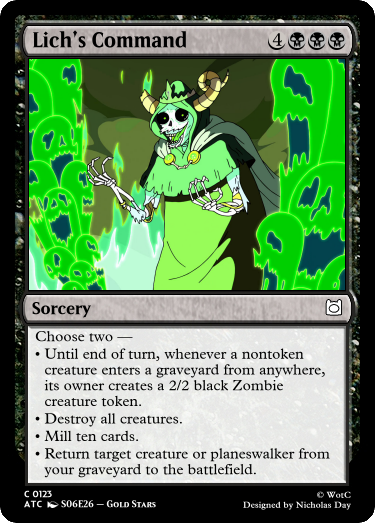 Lich's Command 4
Sorcery
Choose two —
• Until end of turn, whenever a nontoken
creature enters a graveyard from anywhere,
its owner creates a 2/2 black Zombie
creature token.
• Destroy all creatures.
• Mill ten cards.
• Return target creature or planeswalker from
your graveyard to the battlefield.
C 0123
© WotC
ATC S06E26 – Gold Stars
Designed by Nicholas Day